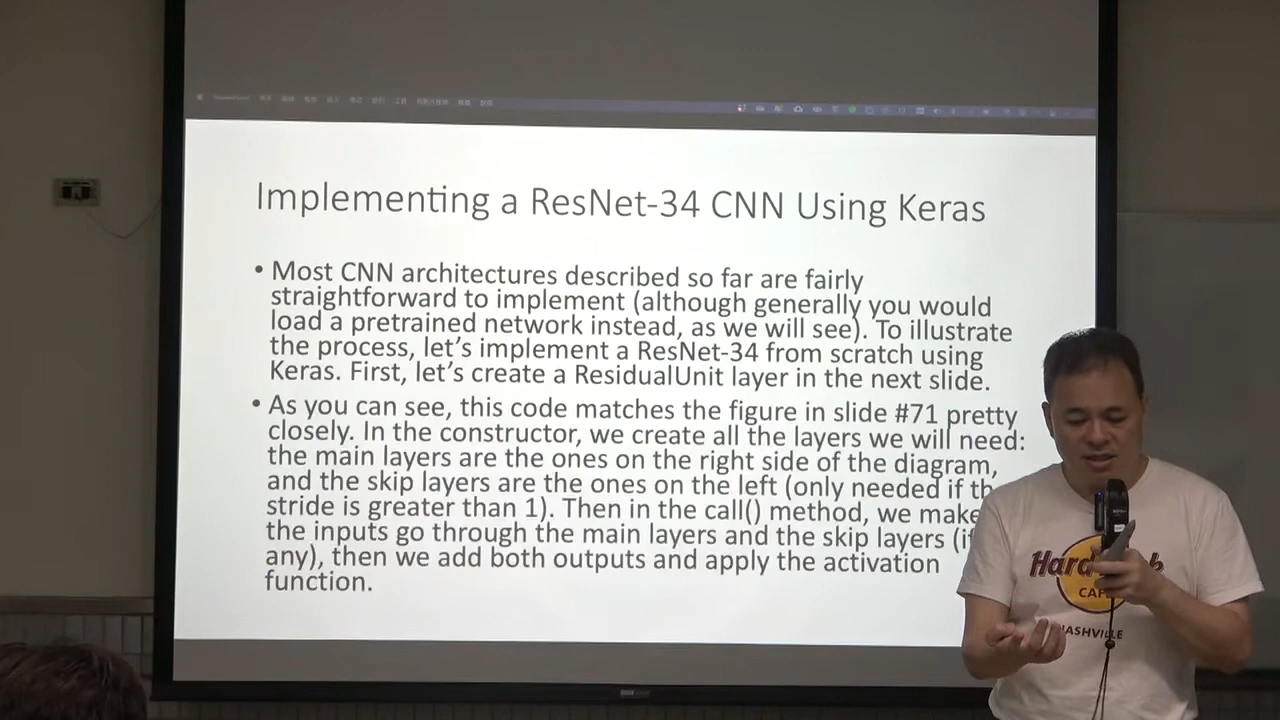 Implementing a ResNet-34 CNN Using Keras
• Most CNN architectures described so far are fairly
straightforward to implement (although generally you would
load a pretrained network instead, as we will see). To illustrate
the process, let's implement a ResNet-34 from scratch using
Keras. First, let's create a ResidualUnit layer in the next slide.
• As you can see, this code matches the figure in slide #71 pretty
closely. In the constructor, we create all the layers we will need:
the main layers are the ones on the right side of the diagram,
and the skip layers are the ones on the left (only needed if th
stride is greater than 1). Then in the call() method, we make
the inputs go through the main layers and the skip layers (if
any), then we add both outputs and apply the activation
function.
CAFE
NASHVILLE